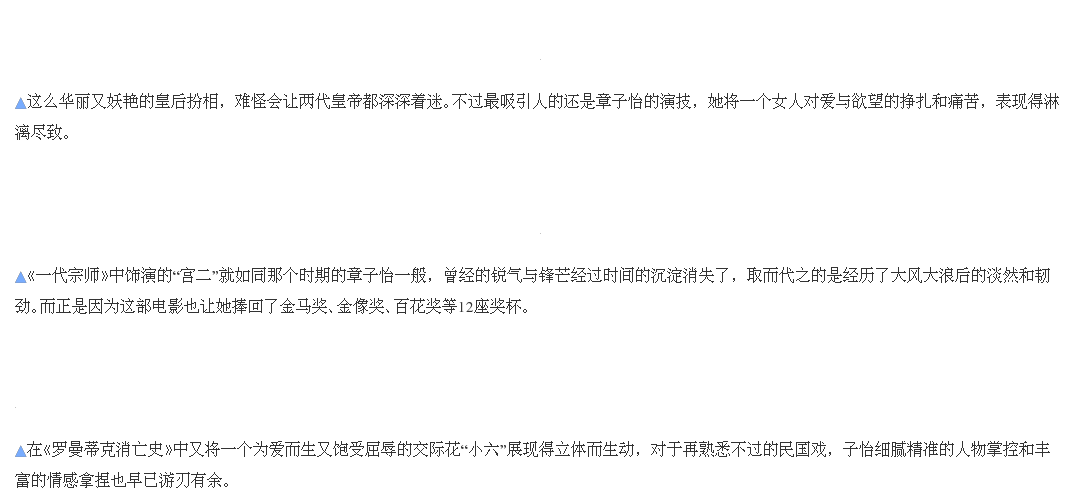 ▲这么华丽又妖艳的皇后扮相，难怪会让两代皇帝都深深着迷。不过最吸引人的还是章子怡的演技，她将一个女人对爱与欲望的挣扎和痛苦，表现得淋
漓尽致。
▲《一代宗师》中饰演的“宫二”就如同那个时期的章子怡一般，曾经的锐气与锋芒经过时间的沉淀消失了，取而代之的是经历了大风大浪后的淡然和韧
劲。而正是因为这部电影也让她捧回了金马奖、金像奖、百花奖等12座奖杯。
▲在《罗曼蒂克消亡史》中又将一个为爱而生又饱受屈辱的交际花“小六”展现得立体而生动，对于再熟悉不过的民国戏，子怡细腻精准的人物掌控和丰
富的情感拿捏也早已游刃有余。